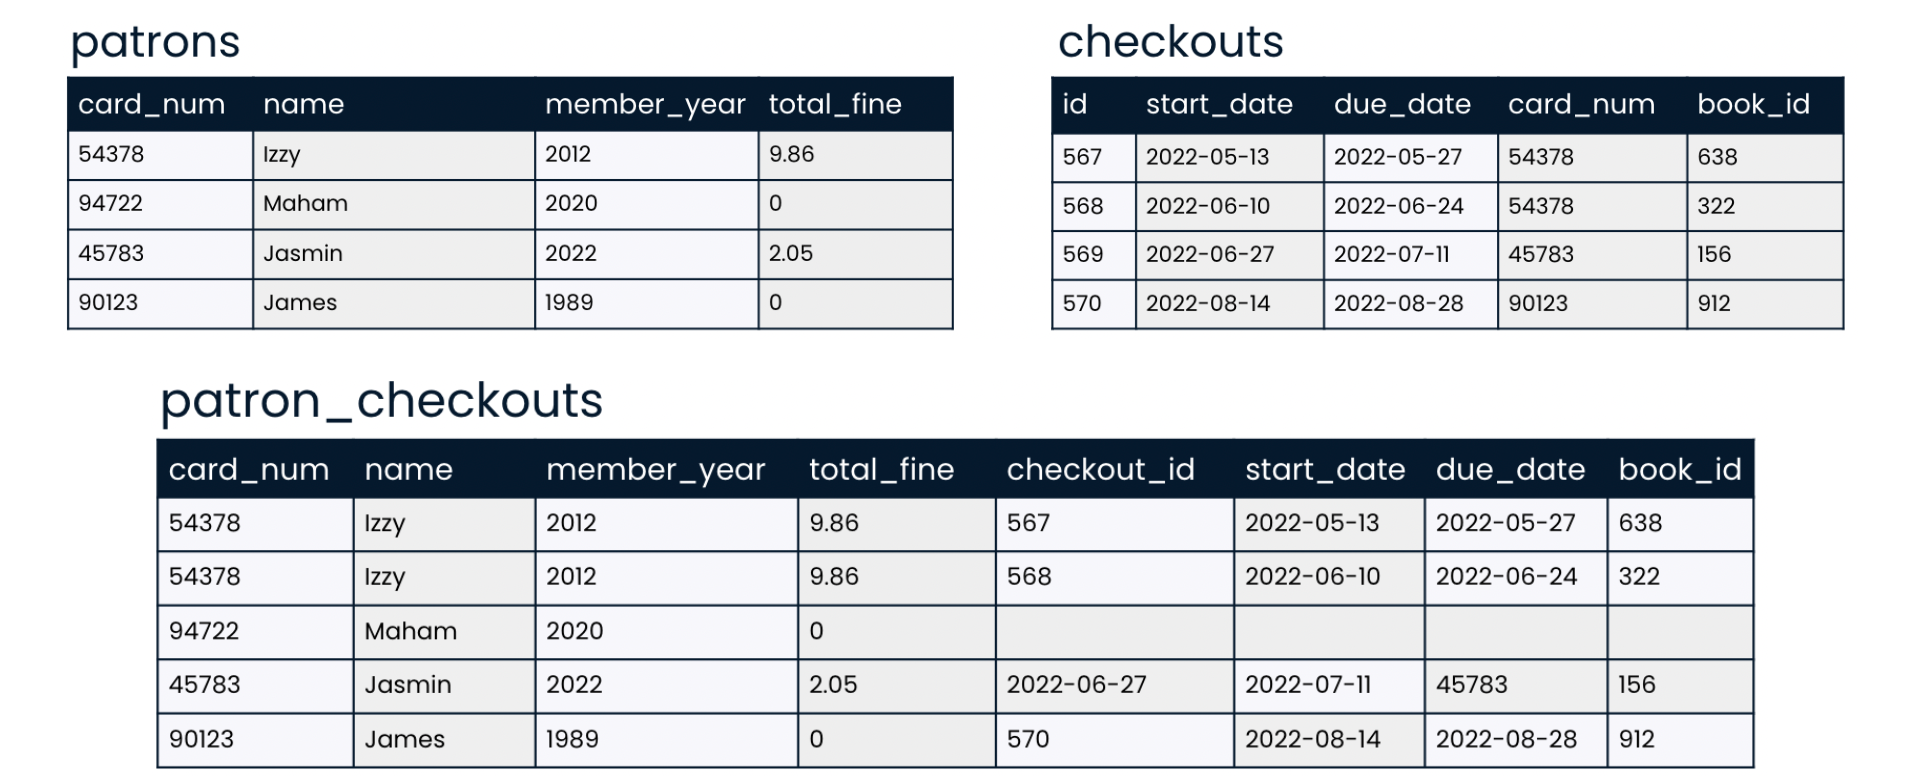 patrons
card_num name member_year total_fine
54378 Izzy 2012 9.86
94722 Maham 2020 0
45783 Jasmin 2022 2.05
90123 James 1989 0
checkouts
id start_date due_date card_num book_id
567 2022-05-13 2022-05-27 54378 638
568 2022-06-10 2022-06-24 54378 322
569 2022-06-27 2022-07-11 45783 156
570 2022-08-14 2022-08-28 90123 912
patron_checkouts
card_num name member_year total_fine checkout_id start_date due_date book_id
54378 Izzy 2012 9.86 567 2022-05-13 2022-05-27 638
54378 Izzy 2012 9.86 568 2022-06-10 2022-06-24 322
94722 Maham 2020 0
45783 Jasmin 2022 2.05 2022-06-27 2022-07-11 45783 156
90123 James 1989 0 570 2022-08-14 2022-08-28 912